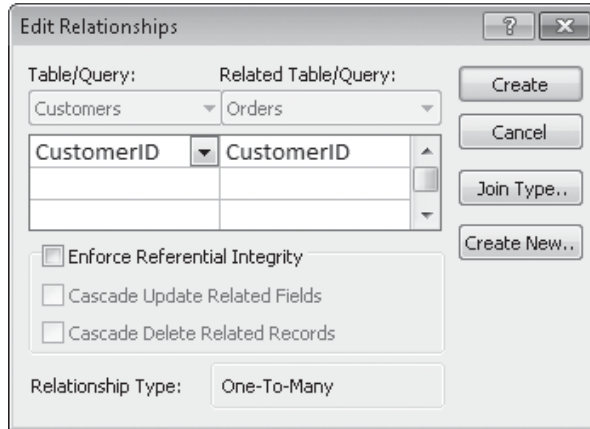 Edit Relationships
Table/Query: Related Table/Query:
Customers Orders
CustomerID CustomerID
Enforce Referential Integrity
Cascade Update Related Fields
Cascade Delete Related Records
Relationship Type: One-To-Many
Create
Cancel
Join Type..
Create New..